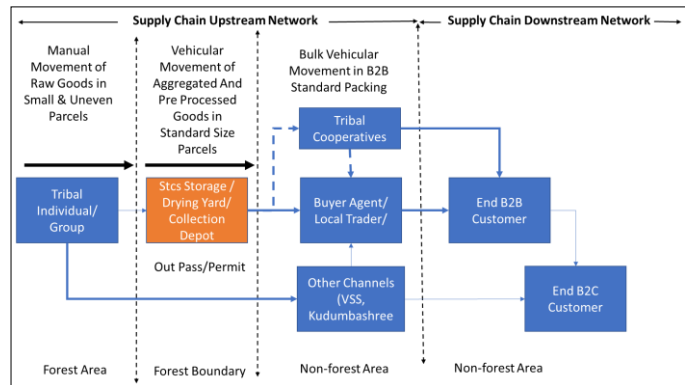 Supply Chain Upstream Network
Supply Chain Downstream Network
Manual
Movement of
Raw Goods in
Small & Uneven
Parcels
Vehicular
Movement of
Aggregated And
Pre Processed
Goods in
Standard Size
Parcels
Bulk Vehicular
Movement in B2B
Standard Packing
Tribal
Cooperatives
Tribal
Individual/
Group
Stcs Storage /
Drying Yard/
Collection
Depot
Buyer Agent/
Local Trader/
End B2B
Customer
Out Pass/Permit
Other Channels
(VSS,
Kudumbashree
End B2C
Customer
Forest Area
Forest Boundary
Non-forest Area
Non-forest Area